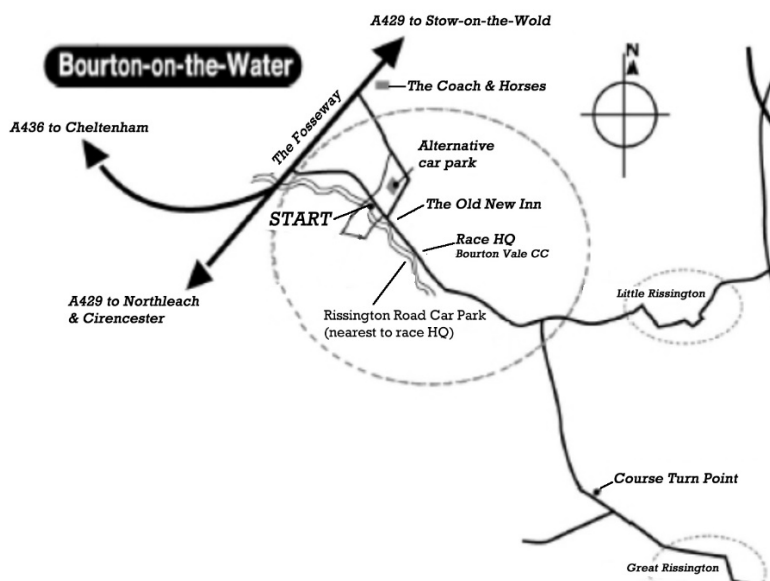 A429 to Stow-on-the-Wold
Bourton-on-the-Water
N
The Coach & Horses
The Fosseway
A436 to Cheltenham
Alternative
car park
The Old New Inn
START
Race HQ
Bourton Vale CC
A429 to Northleach
& Cirencester
Little Rissington
Rissington Road Car Park
(nearest to race HQ)
Course Turn Point
Great Rissington